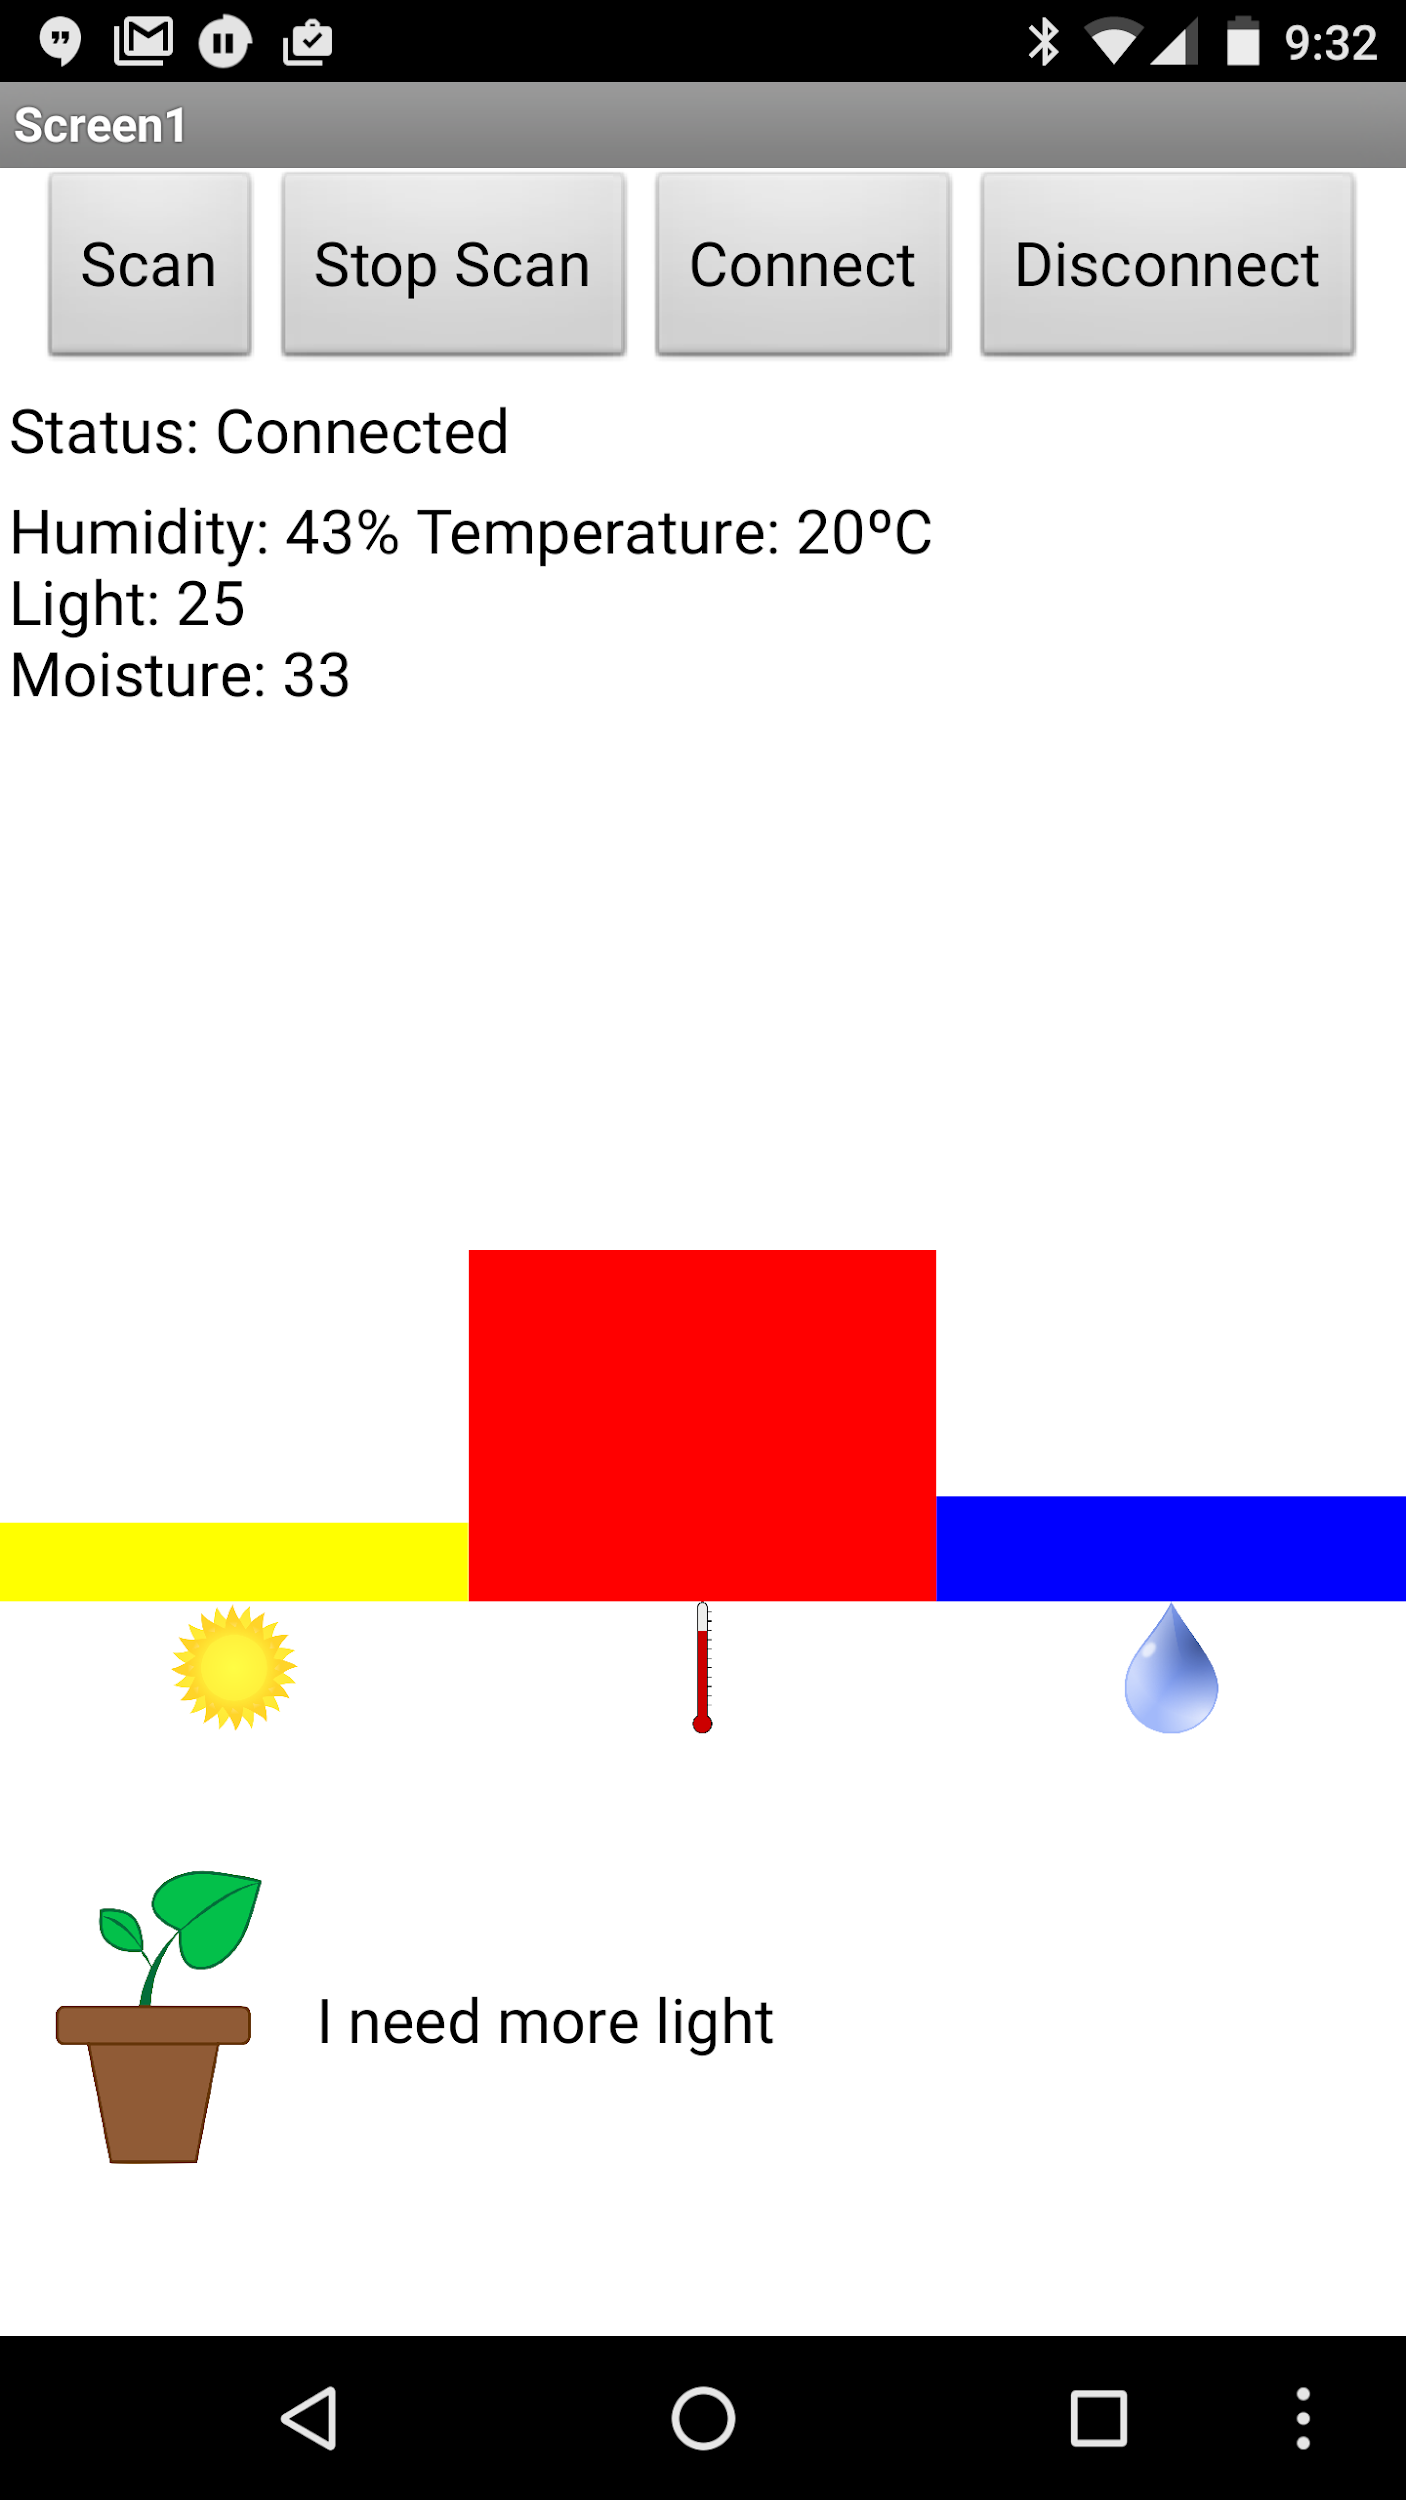 9:32
Screen1
Scan Stop Scan Connect Disconnect
Status: Connected
Humidity: 43% Temperature: 20ºC
Light: 25
Moisture: 33
I need more light